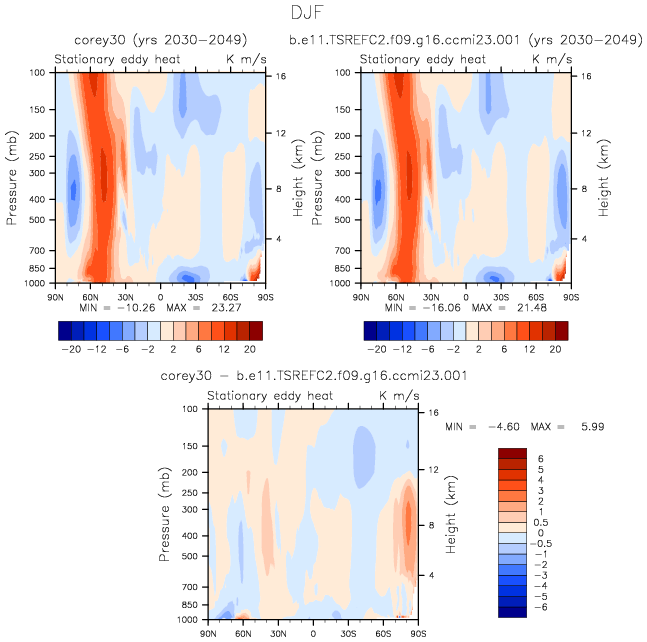 DJF
corey30 (yrs 2030-2049)
b.e11.TSREFC2.f09.g16.ccmi23.001 (yrs 2030-2049)
Stationary eddy heat K m/s
Stationary eddy heat K m/s
Pressure (mb)
100
150
200
250
300
400
500
700
850
1000
16
12
8
4
Height (km)
90N 60N 30N 0 30S 60S 90S
MIN = -10.26 MAX = 23.27
-20 -12 -6 -2 2 6 12 20
Pressure (mb)
100
150
200
250
300
400
500
700
850
1000
16
12
8
4
Height (km)
90N 60N 30N 0 30S 60S 90S
MIN = -16.06 MAX = 21.48
-20 -12 -6 -2 2 6 12 20
corey30 - b.e11.TSREFC2.f09.g16.ccmi23.001
Stationary eddy heat K m/s
Pressure (mb)
100
150
200
250
300
400
500
700
850
1000
16
12
8
4
Height (km)
90N 60N 30N 0 30S 60S 90S
MIN = -4.60 MAX = 5.99
6
5
4
3
2
1
0.5
0
-0.5
-1
-2
-3
-4
-5
-6